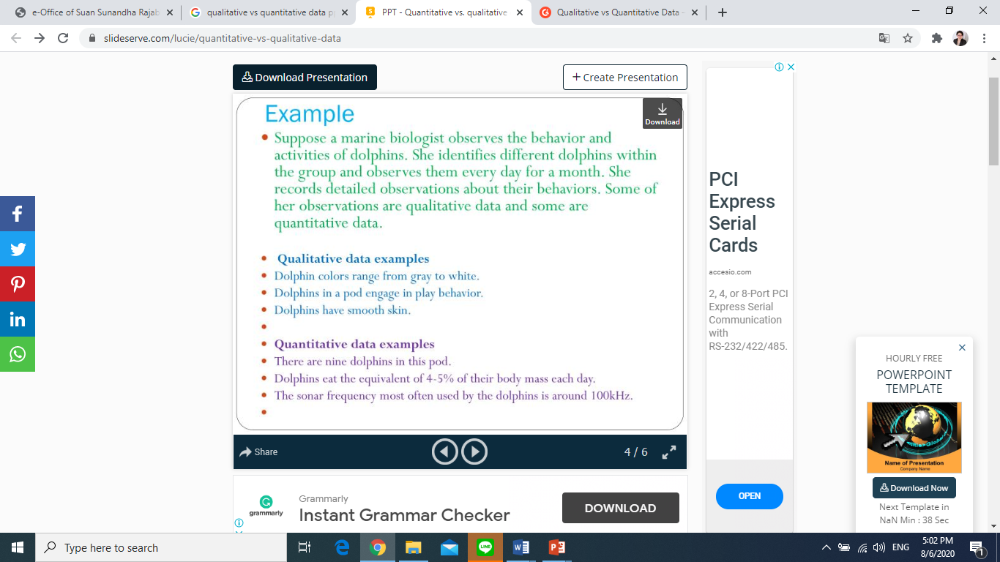 e-Office of Suan Sunandha Rajab
qualitative vs quantitative data pp
PPT - Quantitative vs. qualitative
Qualitative vs Quantitative Data -
slideserve.com/lucie/quantitative-vs-qualitative-data
Download Presentation
+ Create Presentation
Download
Example
Suppose a marine biologist observes the behavior and
activities of dolphins. She identifies different dolphins within
the group and observes them every day for a month. She
records detailed observations about their behaviors. Some of
her observations are qualitative data and some are
quantitative data.
Qualitative data examples
Dolphin colors range from gray to white.
Dolphins in a pod engage in play behavior.
Dolphins have smooth skin.
Quantitative data examples
There are nine dolphins in this pod.
Dolphins eat the equivalent of 4-5% of their body mass each day.
The sonar frequency most often used by the dolphins is around 100kHz.
Share
4 / 6
PCI
Express
Serial
Cards
accesio.com
2, 4, or 8-Port PCI
Express Serial
Communication
with
RS-232/422/485.
OPEN
HOURLY FREE
POWERPOINT
TEMPLATE
Name of Presentation
Company Name
Download Now
Next Template in
NaN Min : 38 Sec
grammarly
Grammarly
Instant Grammar Checker
DOWNLOAD
Type here to search
LINE
ENG
5:02 PM
8/6/2020
1